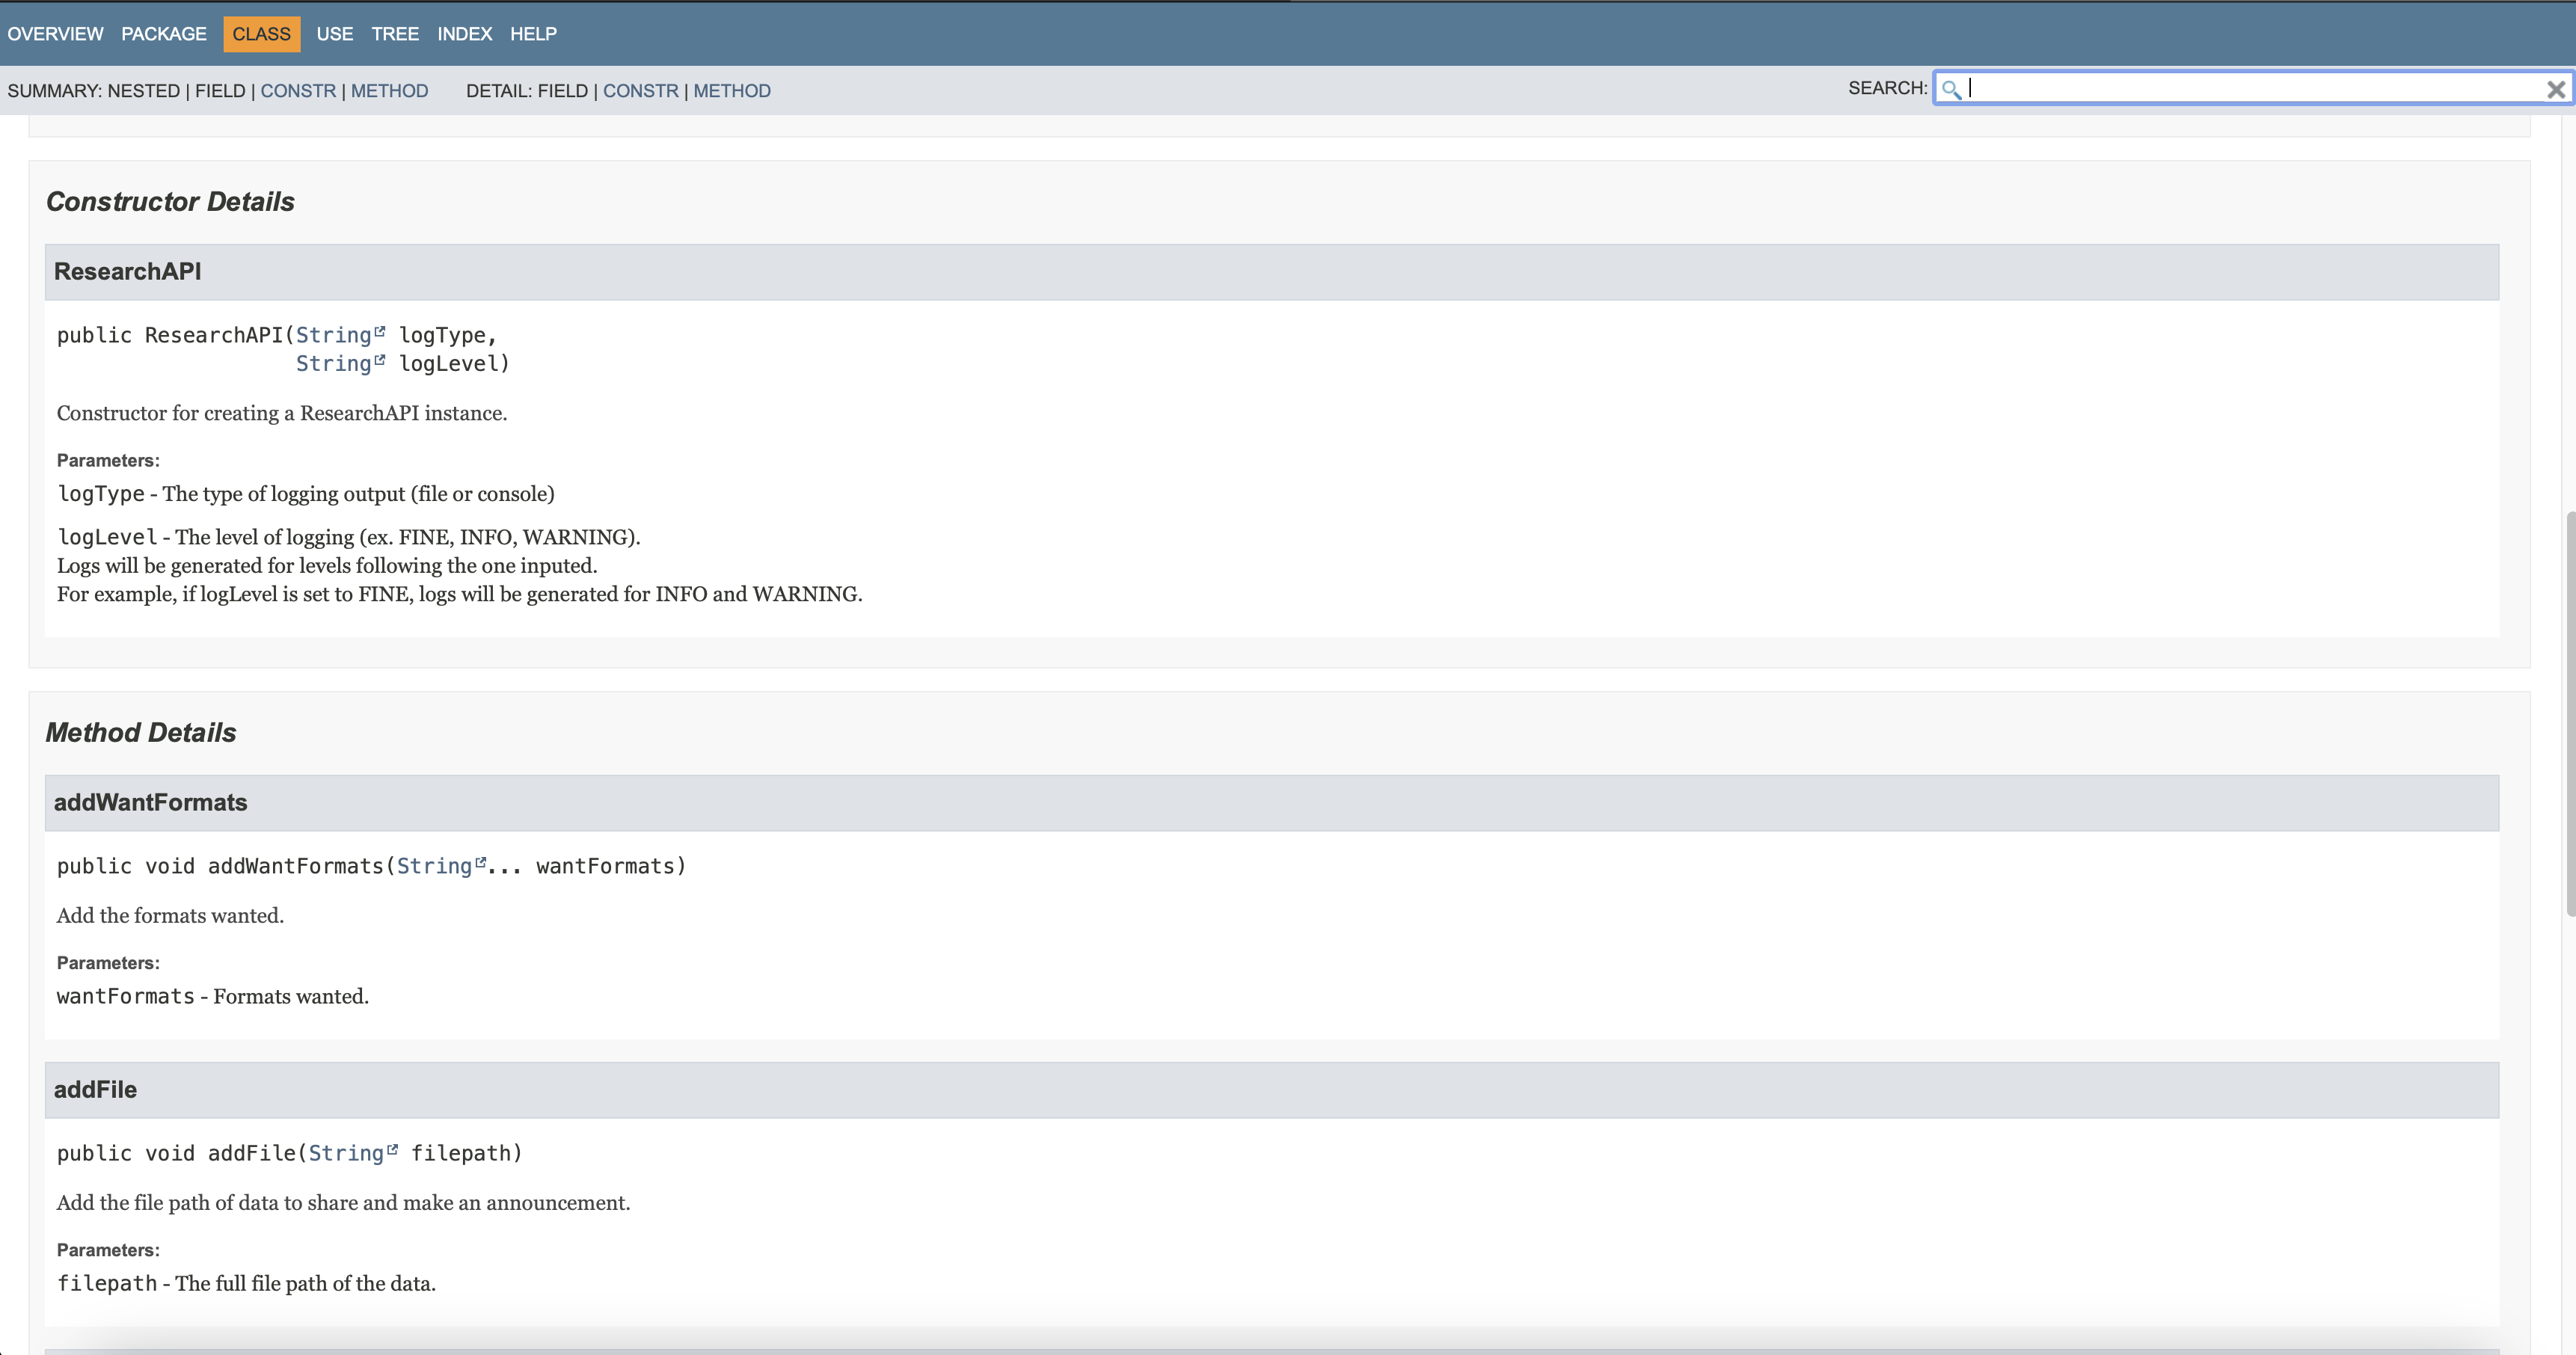 OVERVIEW PACKAGE CLASS USE TREE INDEX HELP
SUMMARY: NESTED | FIELD | CONSTR | METHOD DETAIL: FIELD | CONSTR | METHOD SEARCH:
Constructor Details
ResearchAPI
public ResearchAPI(String logType,
String logLevel)
Constructor for creating a ResearchAPI instance.
Parameters:
logType - The type of logging output (file or console)
logLevel - The level of logging (ex. FINE, INFO, WARNING).
Logs will be generated for levels following the one inputed.
For example, if logLevel is set to FINE, logs will be generated for INFO and WARNING.
Method Details
addWantFormats
public void addWantFormats(String... wantFormats)
Add the formats wanted.
Parameters:
wantFormats - Formats wanted.
addFile
public void addFile(String filepath)
Add the file path of data to share and make an announcement.
Parameters:
filepath - The full file path of the data.